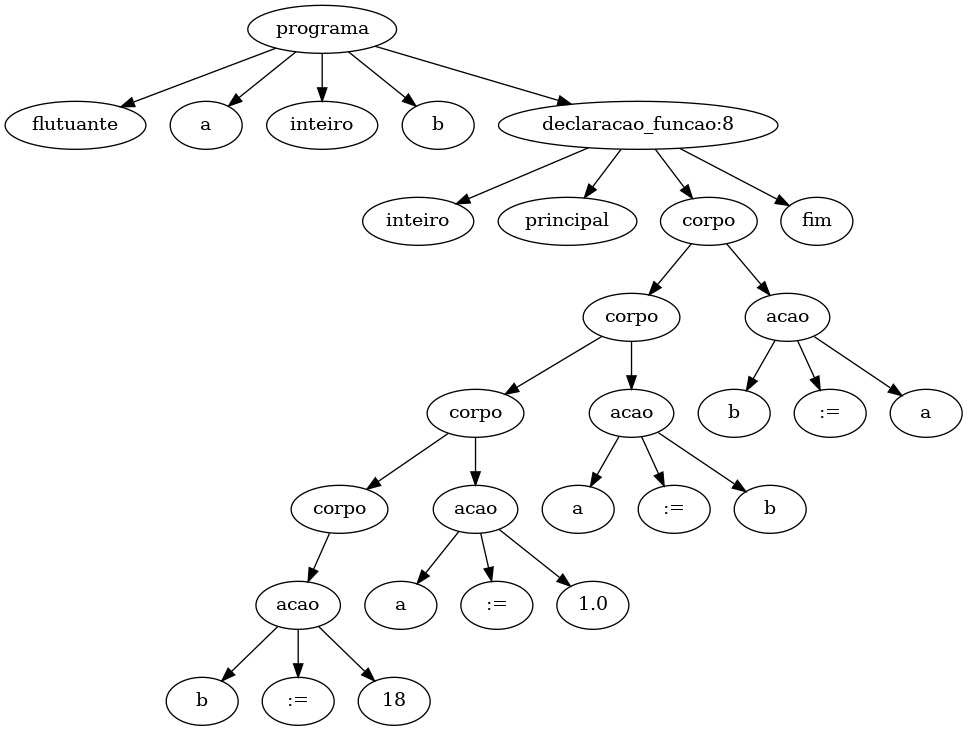 programa
flutuante a inteiro b declaracao_funcao:8
inteiro principal corpo fim
corpo acao
corpo acao b := a
corpo acao a := b
acao a := 1.0
b := 18